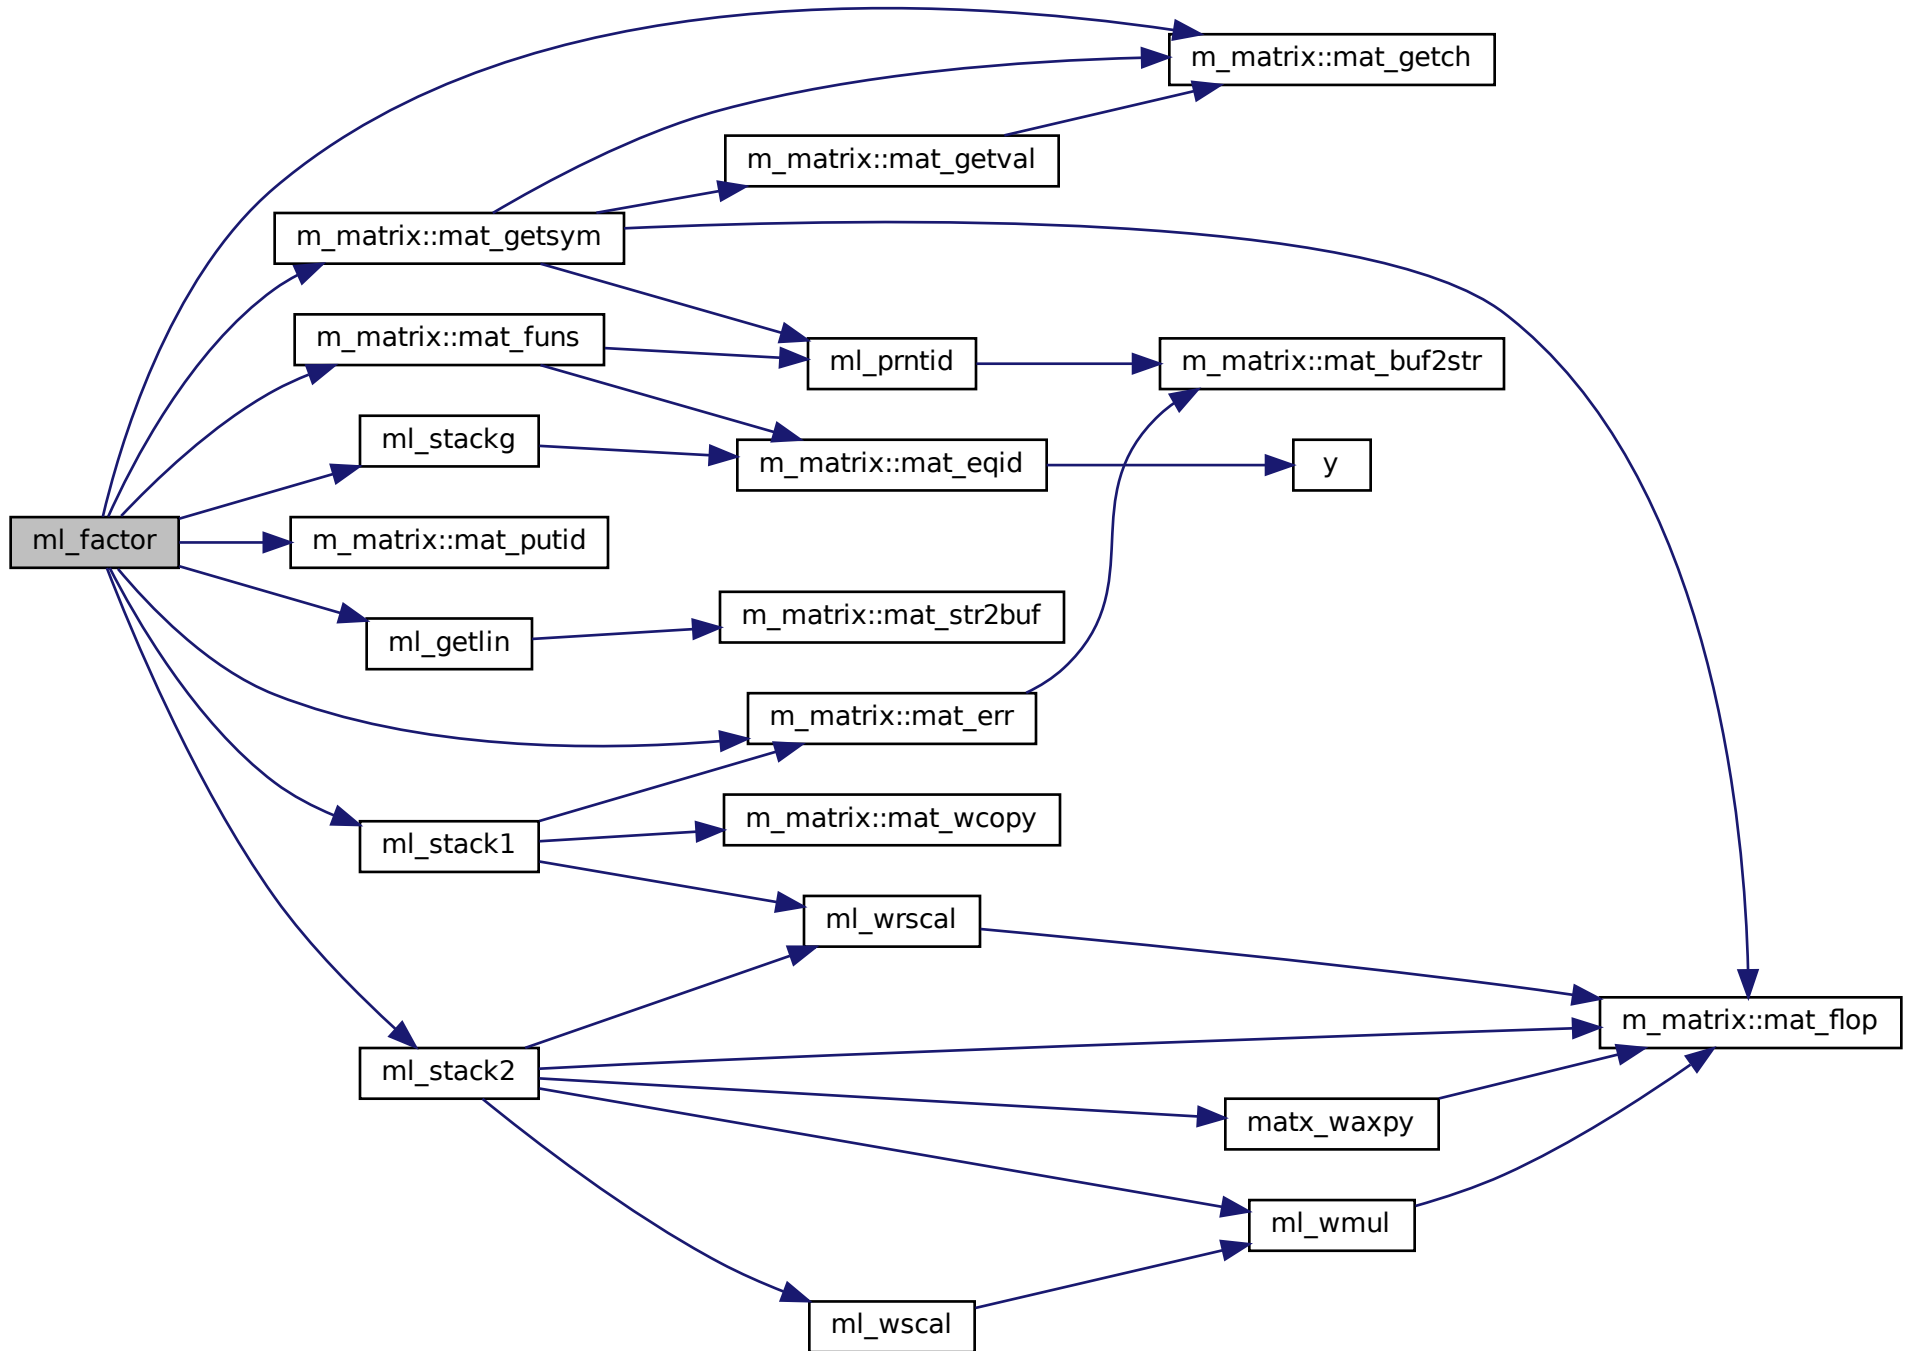 m_matrix::mat_getch
m_matrix::mat_getval
m_matrix::mat_getsym
m_matrix::mat_funs
ml_prntid
m_matrix::mat_buf2str
ml_stackg
m_matrix::mat_eqid
y
ml_factor
m_matrix::mat_putid
m_matrix::mat_str2buf
ml_getlin
m_matrix::mat_err
m_matrix::mat_wcopy
ml_stack1
ml_wrscal
m_matrix::mat_flop
ml_stack2
matx_waxpy
ml_wmul
ml_wscal